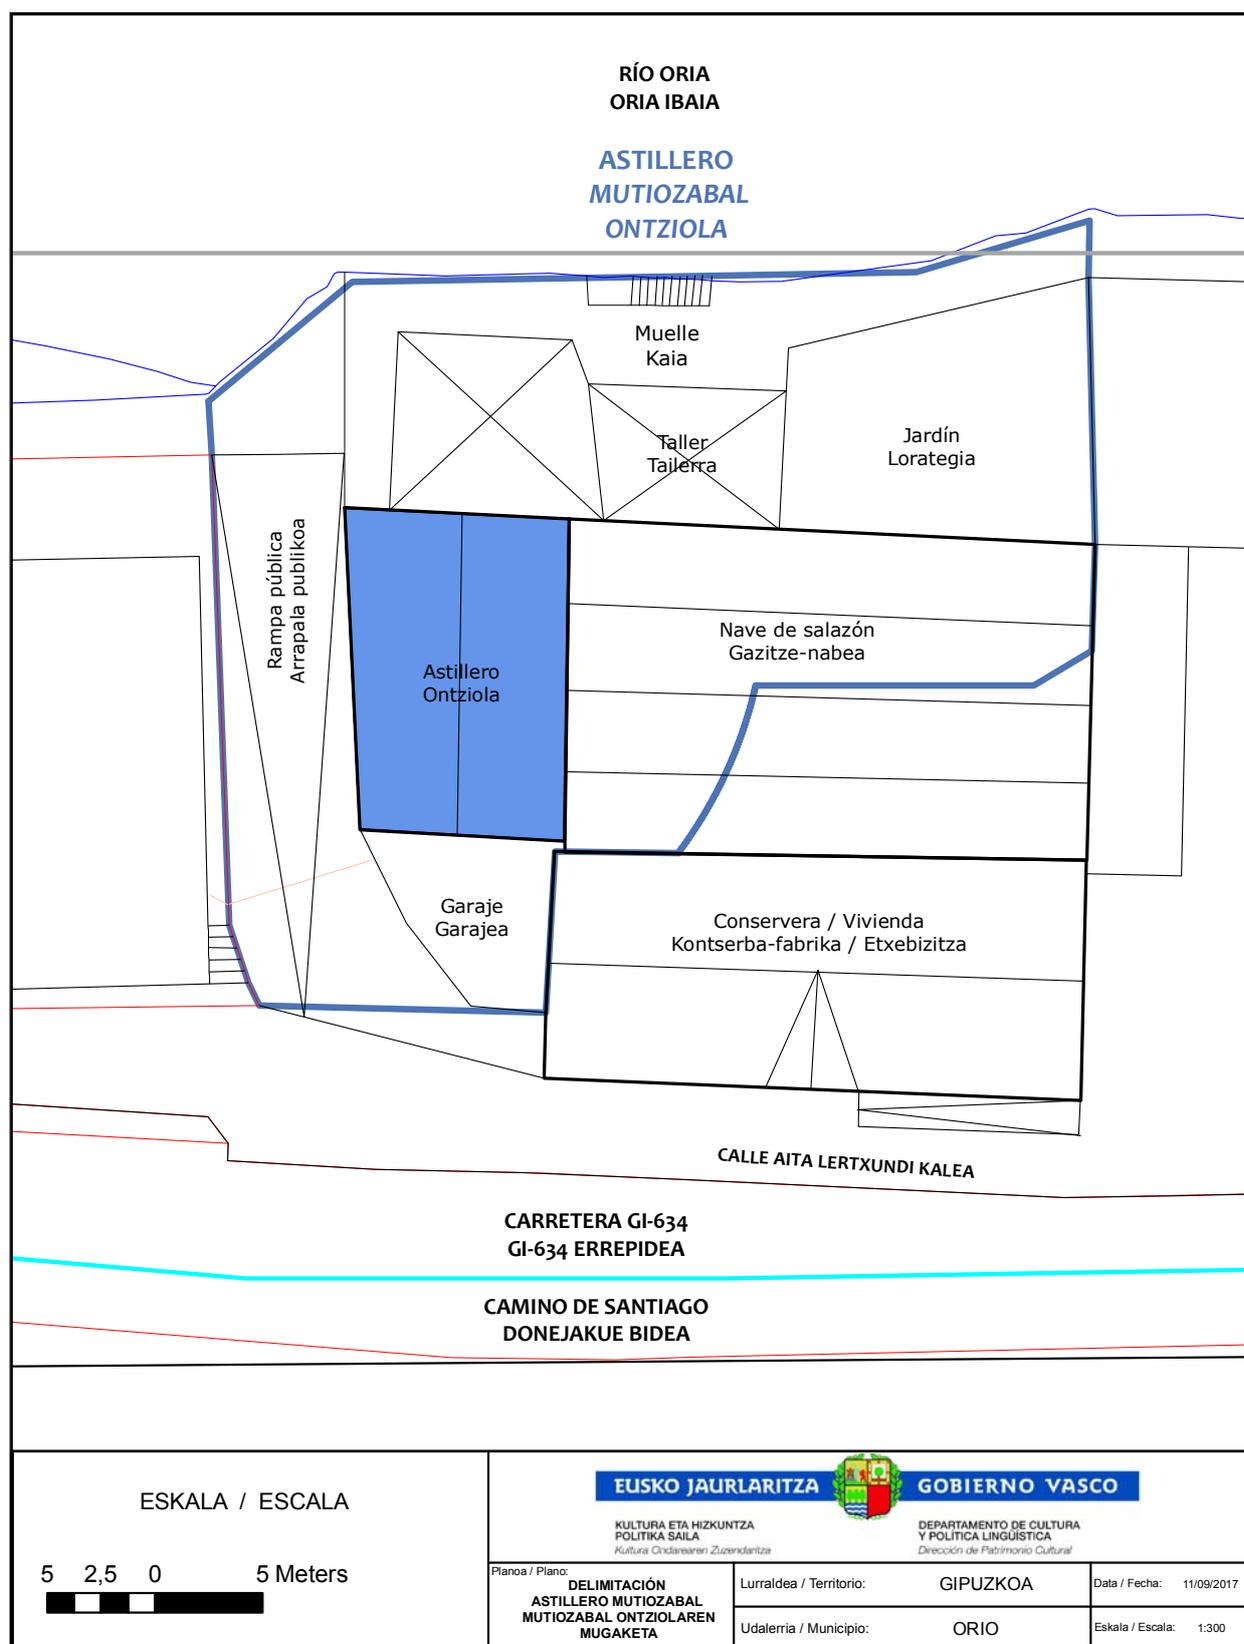 RÍO ORIA
ORIA IBAIA
ASTILLERO
MUTIOZABAL
ONTZIOLA
Muelle
Kaia
Taller
Tailerra
Jardín
Lorategia
Rampa pública
Arrapala publikoa
Astillero
Ontziola
Nave de salazón
Gazitze-nabea
Garaje
Garajea
Conservera / Vivienda
Kontserba-fabrika / Etxebizitza
CALLE AITA LERTXUNDI KALEA
CARRETERA GI-634
GI-634 ERREPIDEA
CAMINO DE SANTIAGO
DONEJAKUE BIDEA
ESKALA / ESCALA
5 2,5 0 5 Meters
EUSKO JAURLARITZA GOBIERNO VASCO
KULTURA ETA HIZKUNTZA
POLITIKA SAILA
Kultura Ondarearen Zuzendaritza
DEPARTAMENTO DE CULTURA
Y POLÍTICA LINGÜÍSTICA
Dirección de Patrimonio Cultural
Planoa / Plano:
DELIMITACIÓN
ASTILLERO MUTIOZABAL
MUTIOZABAL ONTZIOLAREN
MUGAKETA
Lurraldea / Territorio: GIPUZKOA
Data / Fecha: 11/09/2017
Udalerria / Municipio: ORIO
Eskala / Escala: 1:300